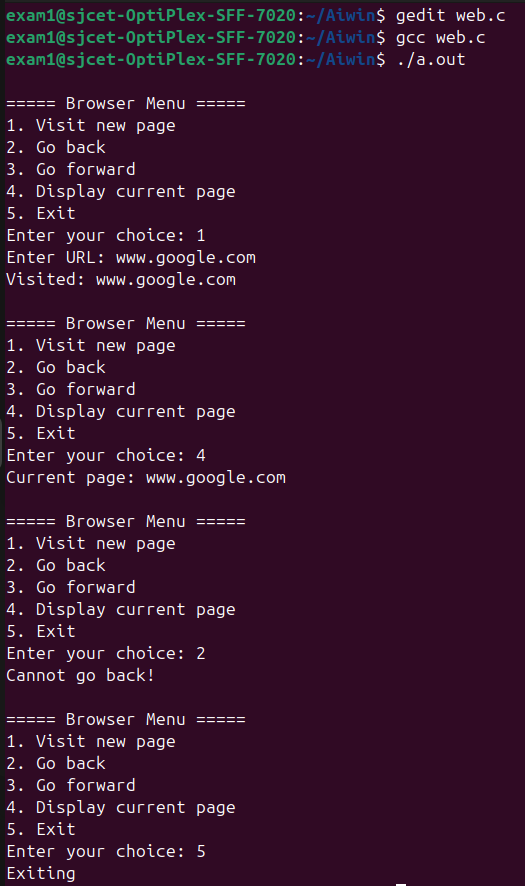 exam1@sjcet-OptiPlex-SFF-7020:~/Aiwin$ gedit web.c
exam1@sjcet-OptiPlex-SFF-7020:~/Aiwin$ gcc web.c
exam1@sjcet-OptiPlex-SFF-7020:~/Aiwin$ ./a.out

===== Browser Menu =====
1. Visit new page
2. Go back
3. Go forward
4. Display current page
5. Exit
Enter your choice: 1
Enter URL: www.google.com
Visited: www.google.com

===== Browser Menu =====
1. Visit new page
2. Go back
3. Go forward
4. Display current page
5. Exit
Enter your choice: 4
Current page: www.google.com

===== Browser Menu =====
1. Visit new page
2. Go back
3. Go forward
4. Display current page
5. Exit
Enter your choice: 2
Cannot go back!

===== Browser Menu =====
1. Visit new page
2. Go back
3. Go forward
4. Display current page
5. Exit
Enter your choice: 5
Exiting